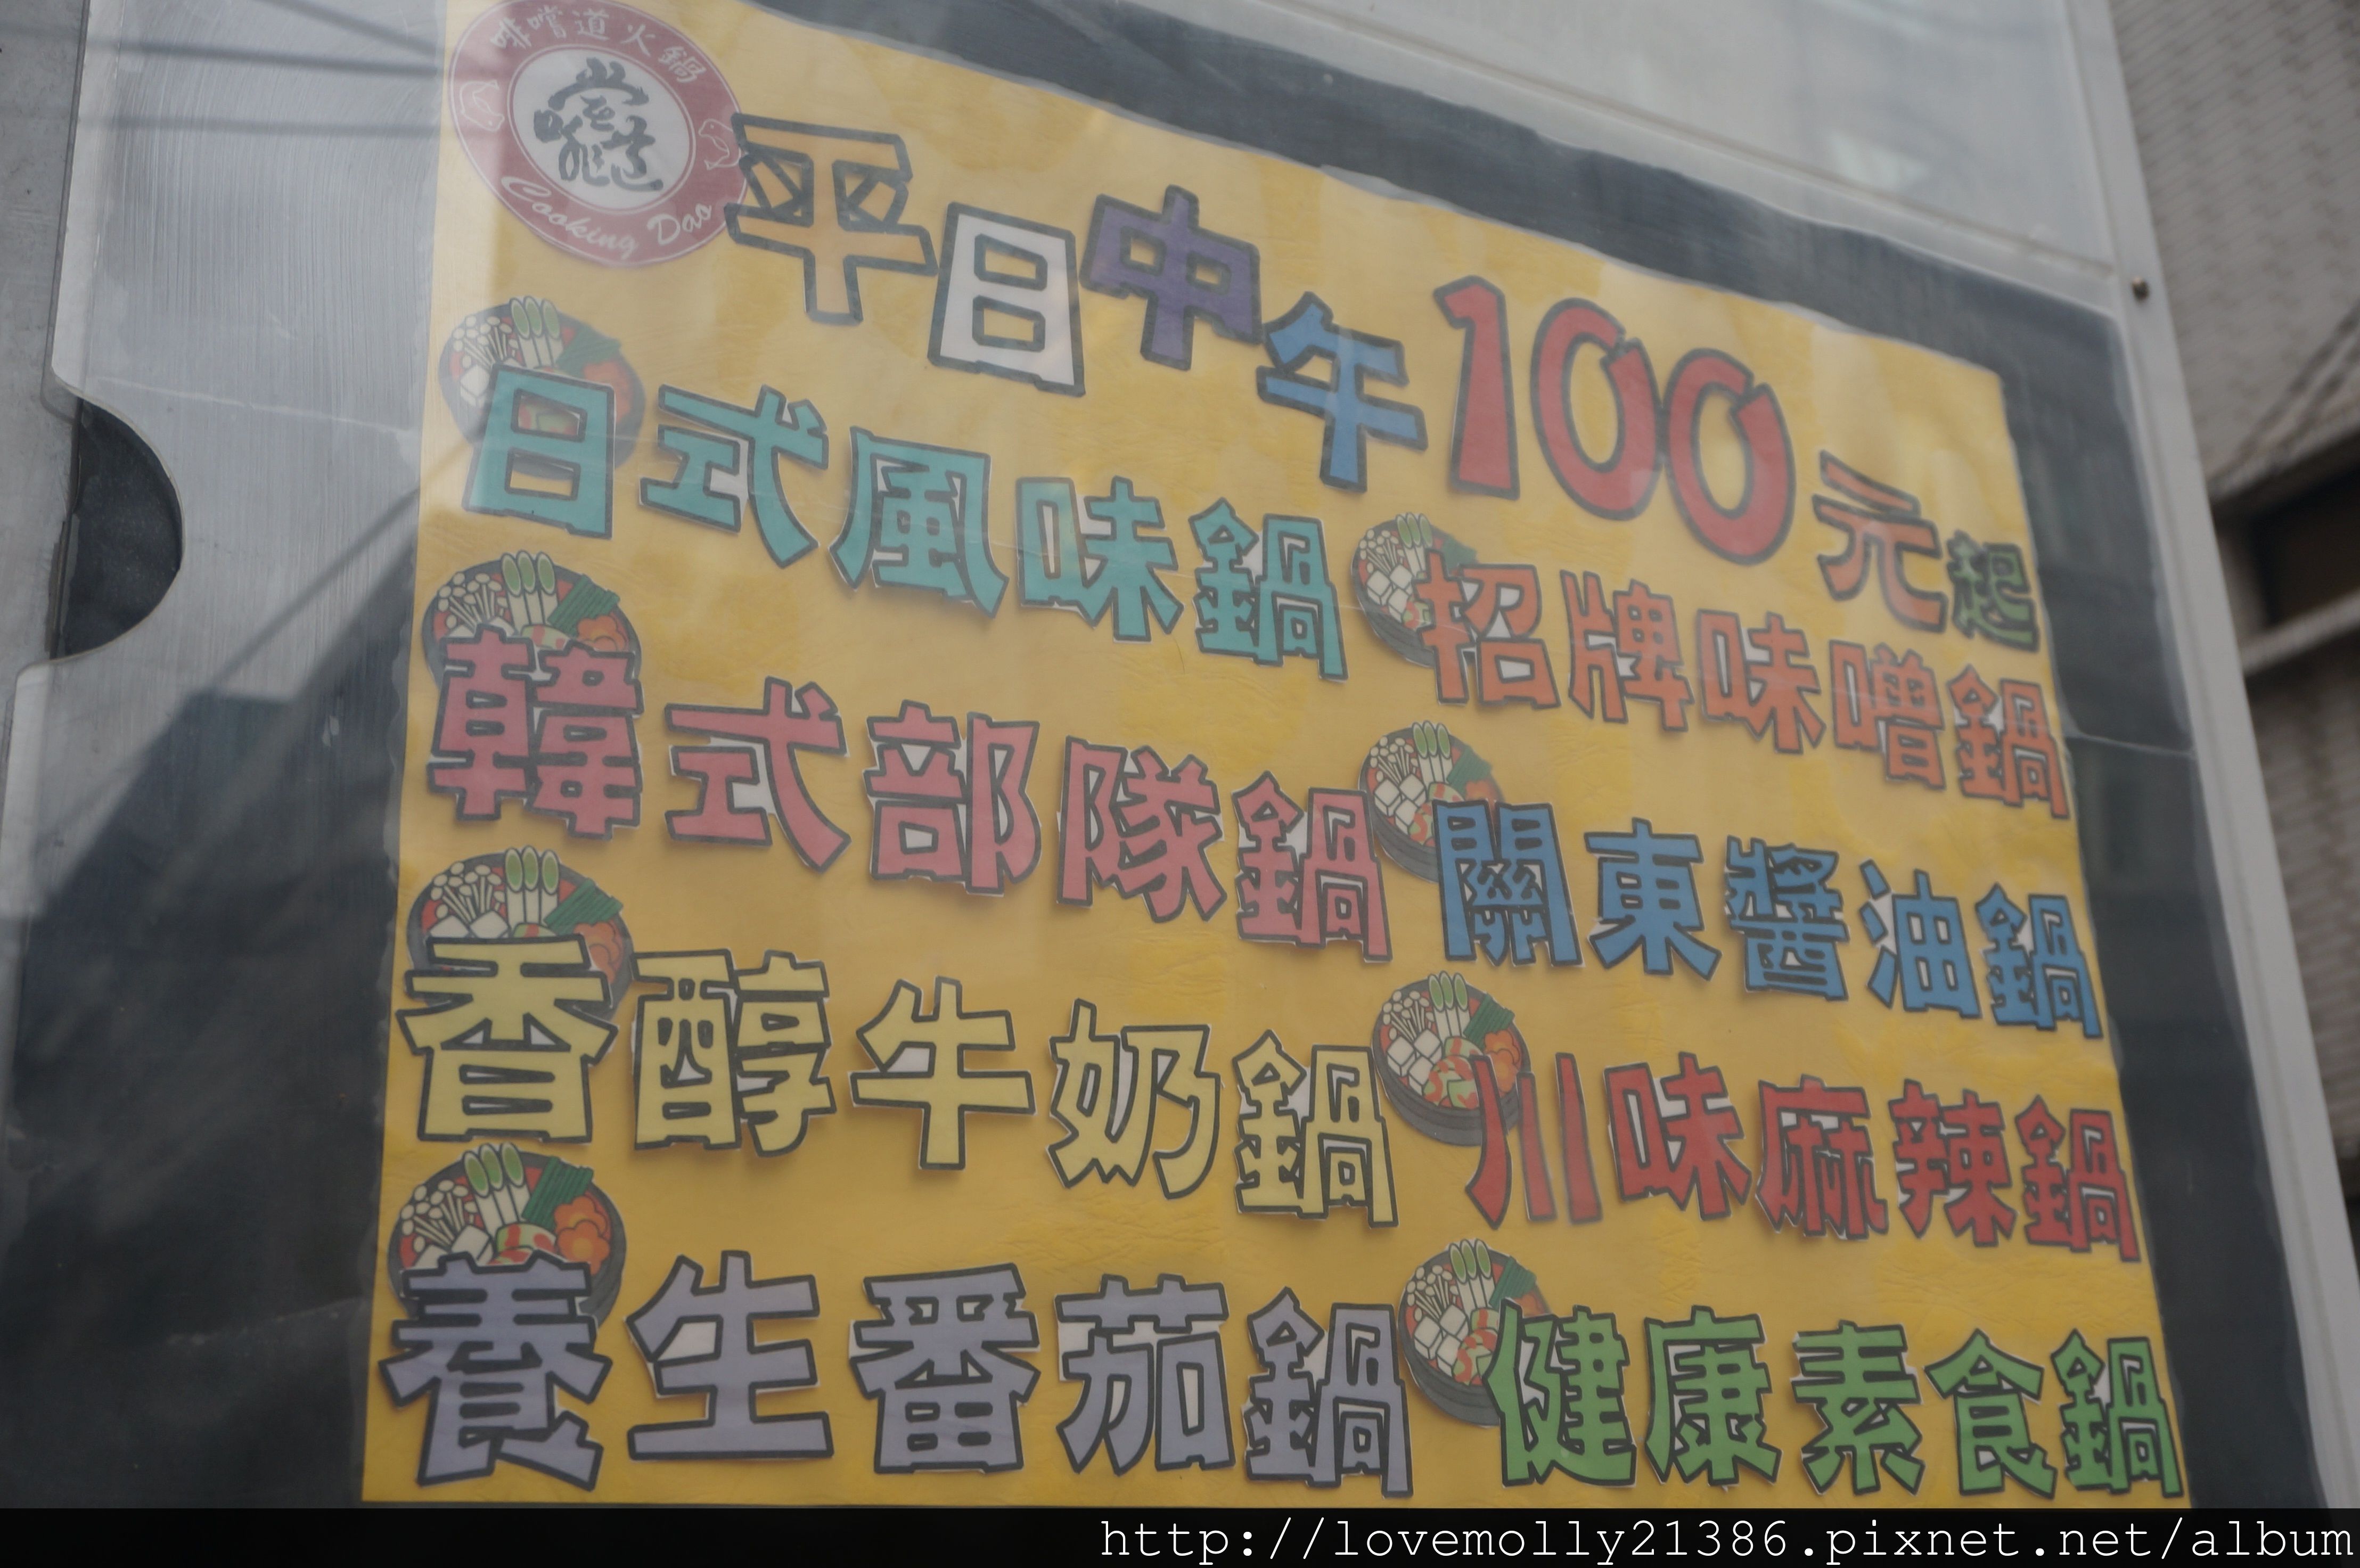 啡嚐道火鍋
Cooking Dao
平日中午100元起
日式風味鍋
招牌味噌鍋
韓式部隊鍋
關東醬油鍋
香醇牛奶鍋
川味麻辣鍋
養生番茄鍋
健康素食鍋
http://lovemolly21386.pixnet.net/album